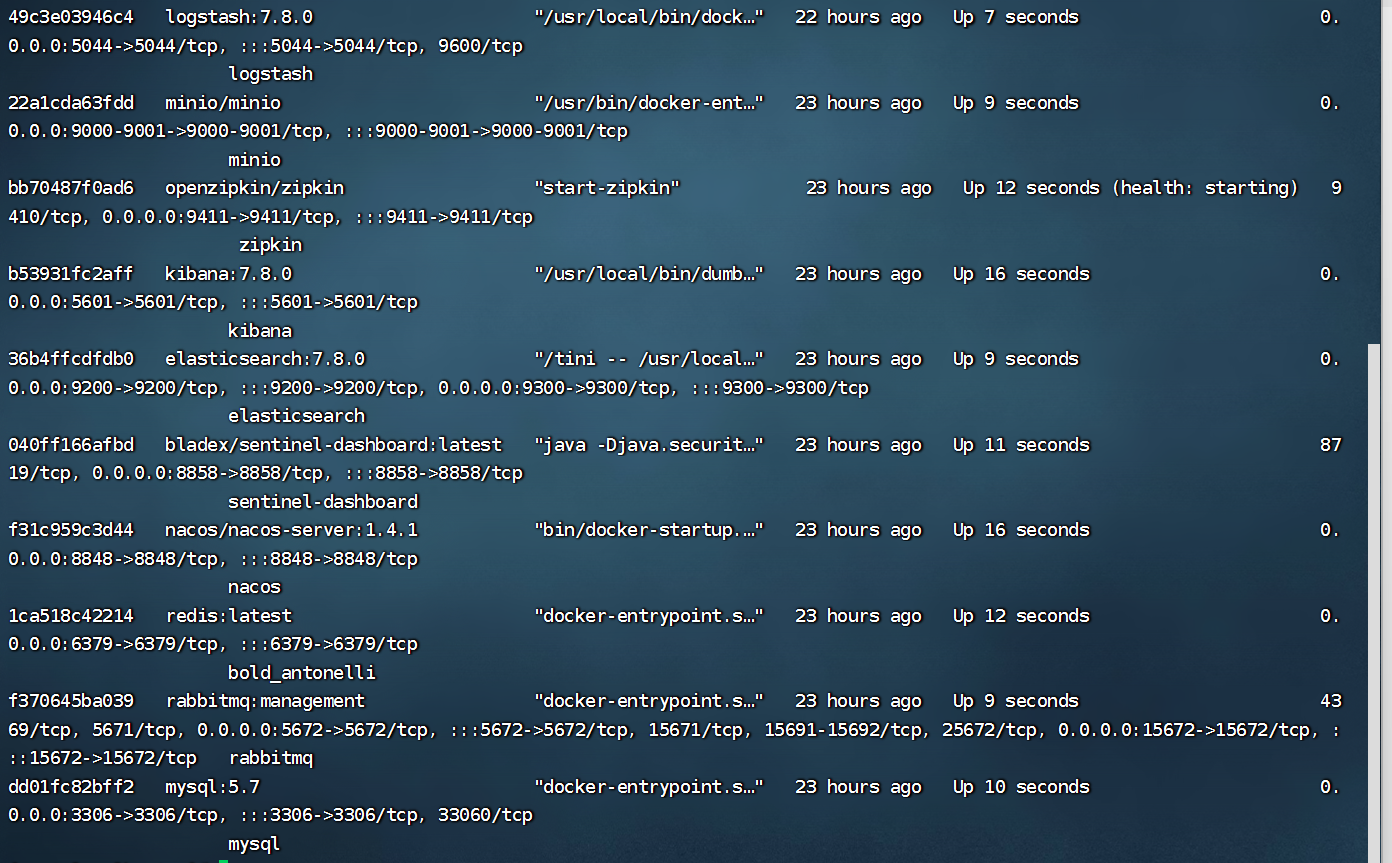 49c3e03946c4   logstash:7.8.0                     "/usr/local/bin/dock…"   22 hours ago   Up 7 seconds                       0.
0.0.0:5044->5044/tcp, :::5044->5044/tcp, 9600/tcp
                     logstash
22a1cda63fdd   minio/minio                        "/usr/bin/docker-ent…"   23 hours ago   Up 9 seconds                       0.
0.0.0:9000-9001->9000-9001/tcp, :::9000-9001->9000-9001/tcp
                     minio
bb70487f0ad6   openzipkin/zipkin                  "start-zipkin"            23 hours ago   Up 12 seconds (health: starting)   9
410/tcp, 0.0.0.0:9411->9411/tcp, :::9411->9411/tcp
                      zipkin
b53931fc2aff   kibana:7.8.0                       "/usr/local/bin/dumb…"   23 hours ago   Up 16 seconds                      0.
0.0.0:5601->5601/tcp, :::5601->5601/tcp
                     kibana
36b4ffcdfdb0   elasticsearch:7.8.0                "/tini -- /usr/local…"   23 hours ago   Up 9 seconds                       0.
0.0.0:9200->9200/tcp, :::9200->9200/tcp, 0.0.0.0:9300->9300/tcp, :::9300->9300/tcp
                     elasticsearch
040ff166afbd   bladex/sentinel-dashboard:latest   "java -Djava.securit…"   23 hours ago   Up 11 seconds                      87
19/tcp, 0.0.0.0:8858->8858/tcp, :::8858->8858/tcp
                     sentinel-dashboard
f31c959c3d44   nacos/nacos-server:1.4.1           "bin/docker-startup.…"   23 hours ago   Up 16 seconds                      0.
0.0.0:8848->8848/tcp, :::8848->8848/tcp
                     nacos
1ca518c42214   redis:latest                       "docker-entrypoint.s…"   23 hours ago   Up 12 seconds                      0.
0.0.0:6379->6379/tcp, :::6379->6379/tcp
                     bold_antonelli
f370645ba039   rabbitmq:management                "docker-entrypoint.s…"   23 hours ago   Up 9 seconds                       43
69/tcp, 5671/tcp, 0.0.0.0:5672->5672/tcp, :::5672->5672/tcp, 15671/tcp, 15691-15692/tcp, 25672/tcp, 0.0.0.0:15672->15672/tcp, :
::15672->15672/tcp   rabbitmq
dd01fc82bff2   mysql:5.7                          "docker-entrypoint.s…"   23 hours ago   Up 10 seconds                      0.
0.0.0:3306->3306/tcp, :::3306->3306/tcp, 33060/tcp
                     mysql